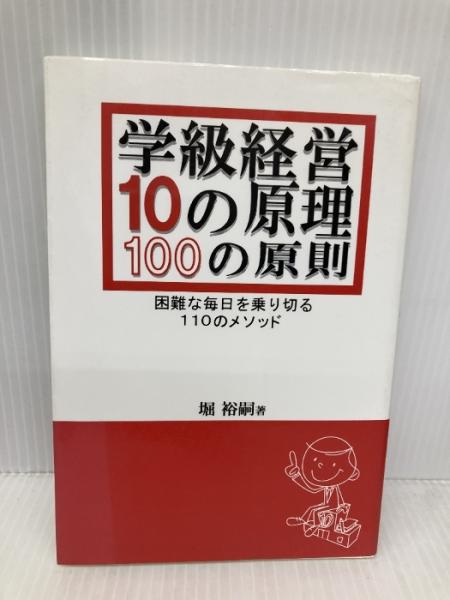 学級経営
10の原理
100の原則
困難な毎日を乗り切る
110のメソッド
堀 裕嗣著